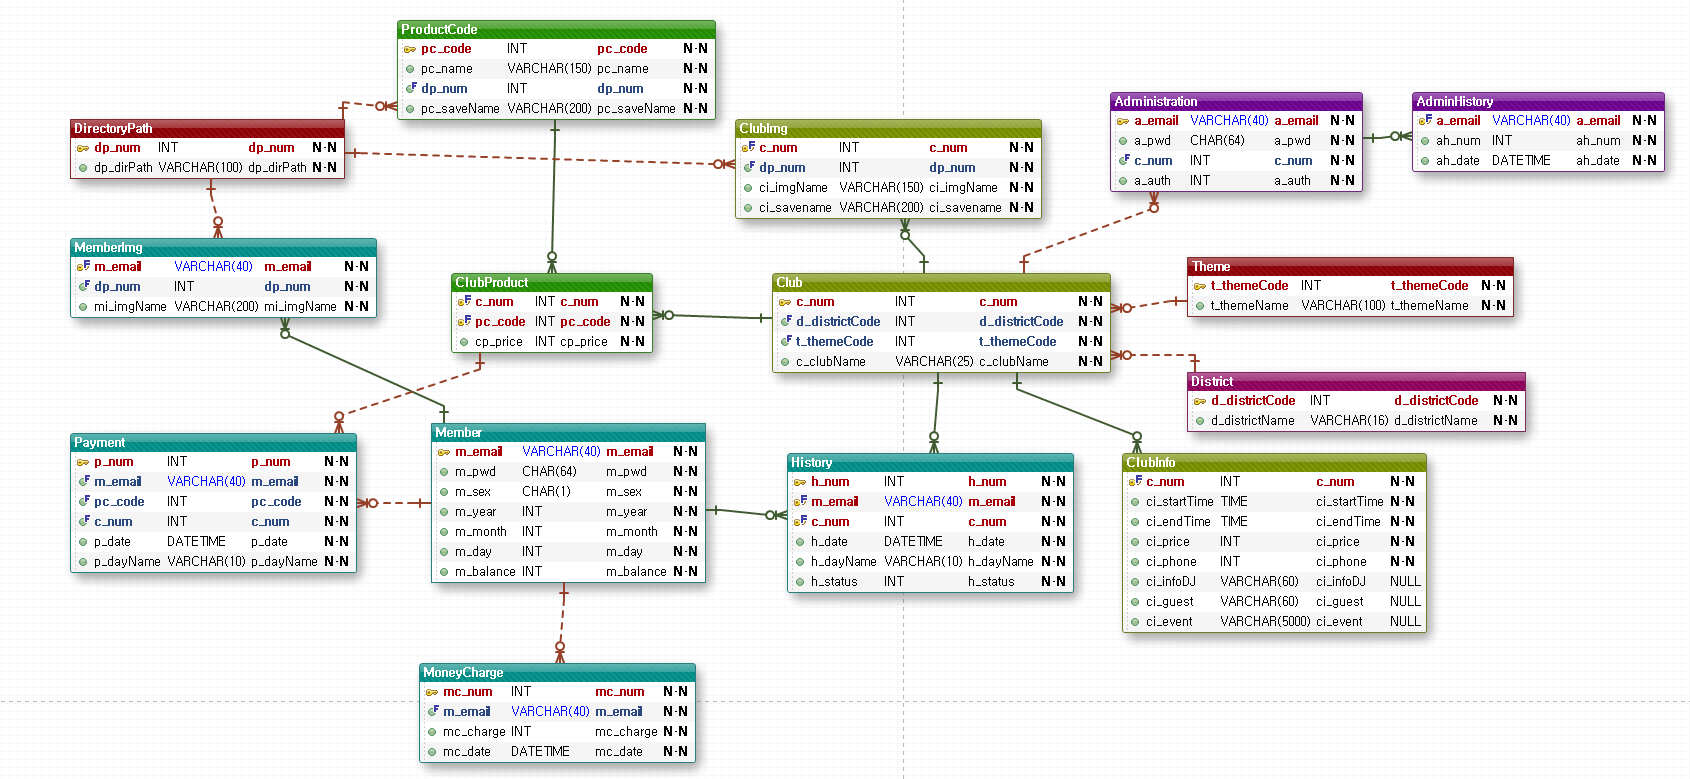 ProductCode
pc_code INT pc_code N-N
pc_name VARCHAR(150) pc_name N-N
dp_num INT dp_num N-N
pc_saveName VARCHAR(200) pc_saveName N-N
DirectoryPath
dp_num INT dp_num N-N
dp_dirPath VARCHAR(100) dp_dirPath N-N
ClubImg
c_num INT c_num N-N
dp_num INT dp_num N-N
ci_imgName VARCHAR(150) ci_imgName N-N
ci_savename VARCHAR(200) ci_savename N-N
Administration
a_email VARCHAR(40) a_email N-N
a_pwd CHAR(64) a_pwd N-N
c_num INT c_num N-N
a_auth INT a_auth N-N
AdminHistory
a_email VARCHAR(40) a_email N-N
ah_num INT ah_num N-N
ah_date DATETIME ah_date N-N
MemberImg
m_email VARCHAR(40) m_email N-N
dp_num INT dp_num N-N
mi_imgName VARCHAR(200) mi_imgName N-N
ClubProduct
c_num INT c_num N-N
pc_code INT pc_code N-N
cp_price INT cp_price N-N
Club
c_num INT c_num N-N
d_districtCode INT d_districtCode N-N
t_themeCode INT t_themeCode N-N
c_clubName VARCHAR(25) c_clubName N-N
Theme
t_themeCode INT t_themeCode N-N
t_themeName VARCHAR(100) t_themeName N-N
District
d_districtCode INT d_districtCode N-N
d_districtName VARCHAR(16) d_districtName N-N
Payment
p_num INT p_num N-N
m_email VARCHAR(40) m_email N-N
pc_code INT pc_code N-N
c_num INT c_num N-N
p_date DATETIME p_date N-N
p_dayName VARCHAR(10) p_dayName N-N
Member
m_email VARCHAR(40) m_email N-N
m_pwd CHAR(64) m_pwd N-N
m_sex CHAR(1) m_sex N-N
m_year INT m_year N-N
m_month INT m_month N-N
m_day INT m_day N-N
m_balance INT m_balance N-N
History
h_num INT h_num N-N
m_email VARCHAR(40) m_email N-N
c_num INT c_num N-N
h_date DATETIME h_date N-N
h_dayName VARCHAR(10) h_dayName N-N
h_status INT h_status N-N
ClubInfo
c_num INT c_num N-N
ci_startTime TIME ci_startTime N-N
ci_endTime TIME ci_endTime N-N
ci_price INT ci_price N-N
ci_phone INT ci_phone N-N
ci_infoDJ VARCHAR(60) ci_infoDJ NULL
ci_guest VARCHAR(60) ci_guest NULL
ci_event VARCHAR(5000) ci_event NULL
MoneyCharge
mc_num INT mc_num N-N
m_email VARCHAR(40) m_email N-N
mc_charge INT mc_charge N-N
mc_date DATETIME mc_date N-N